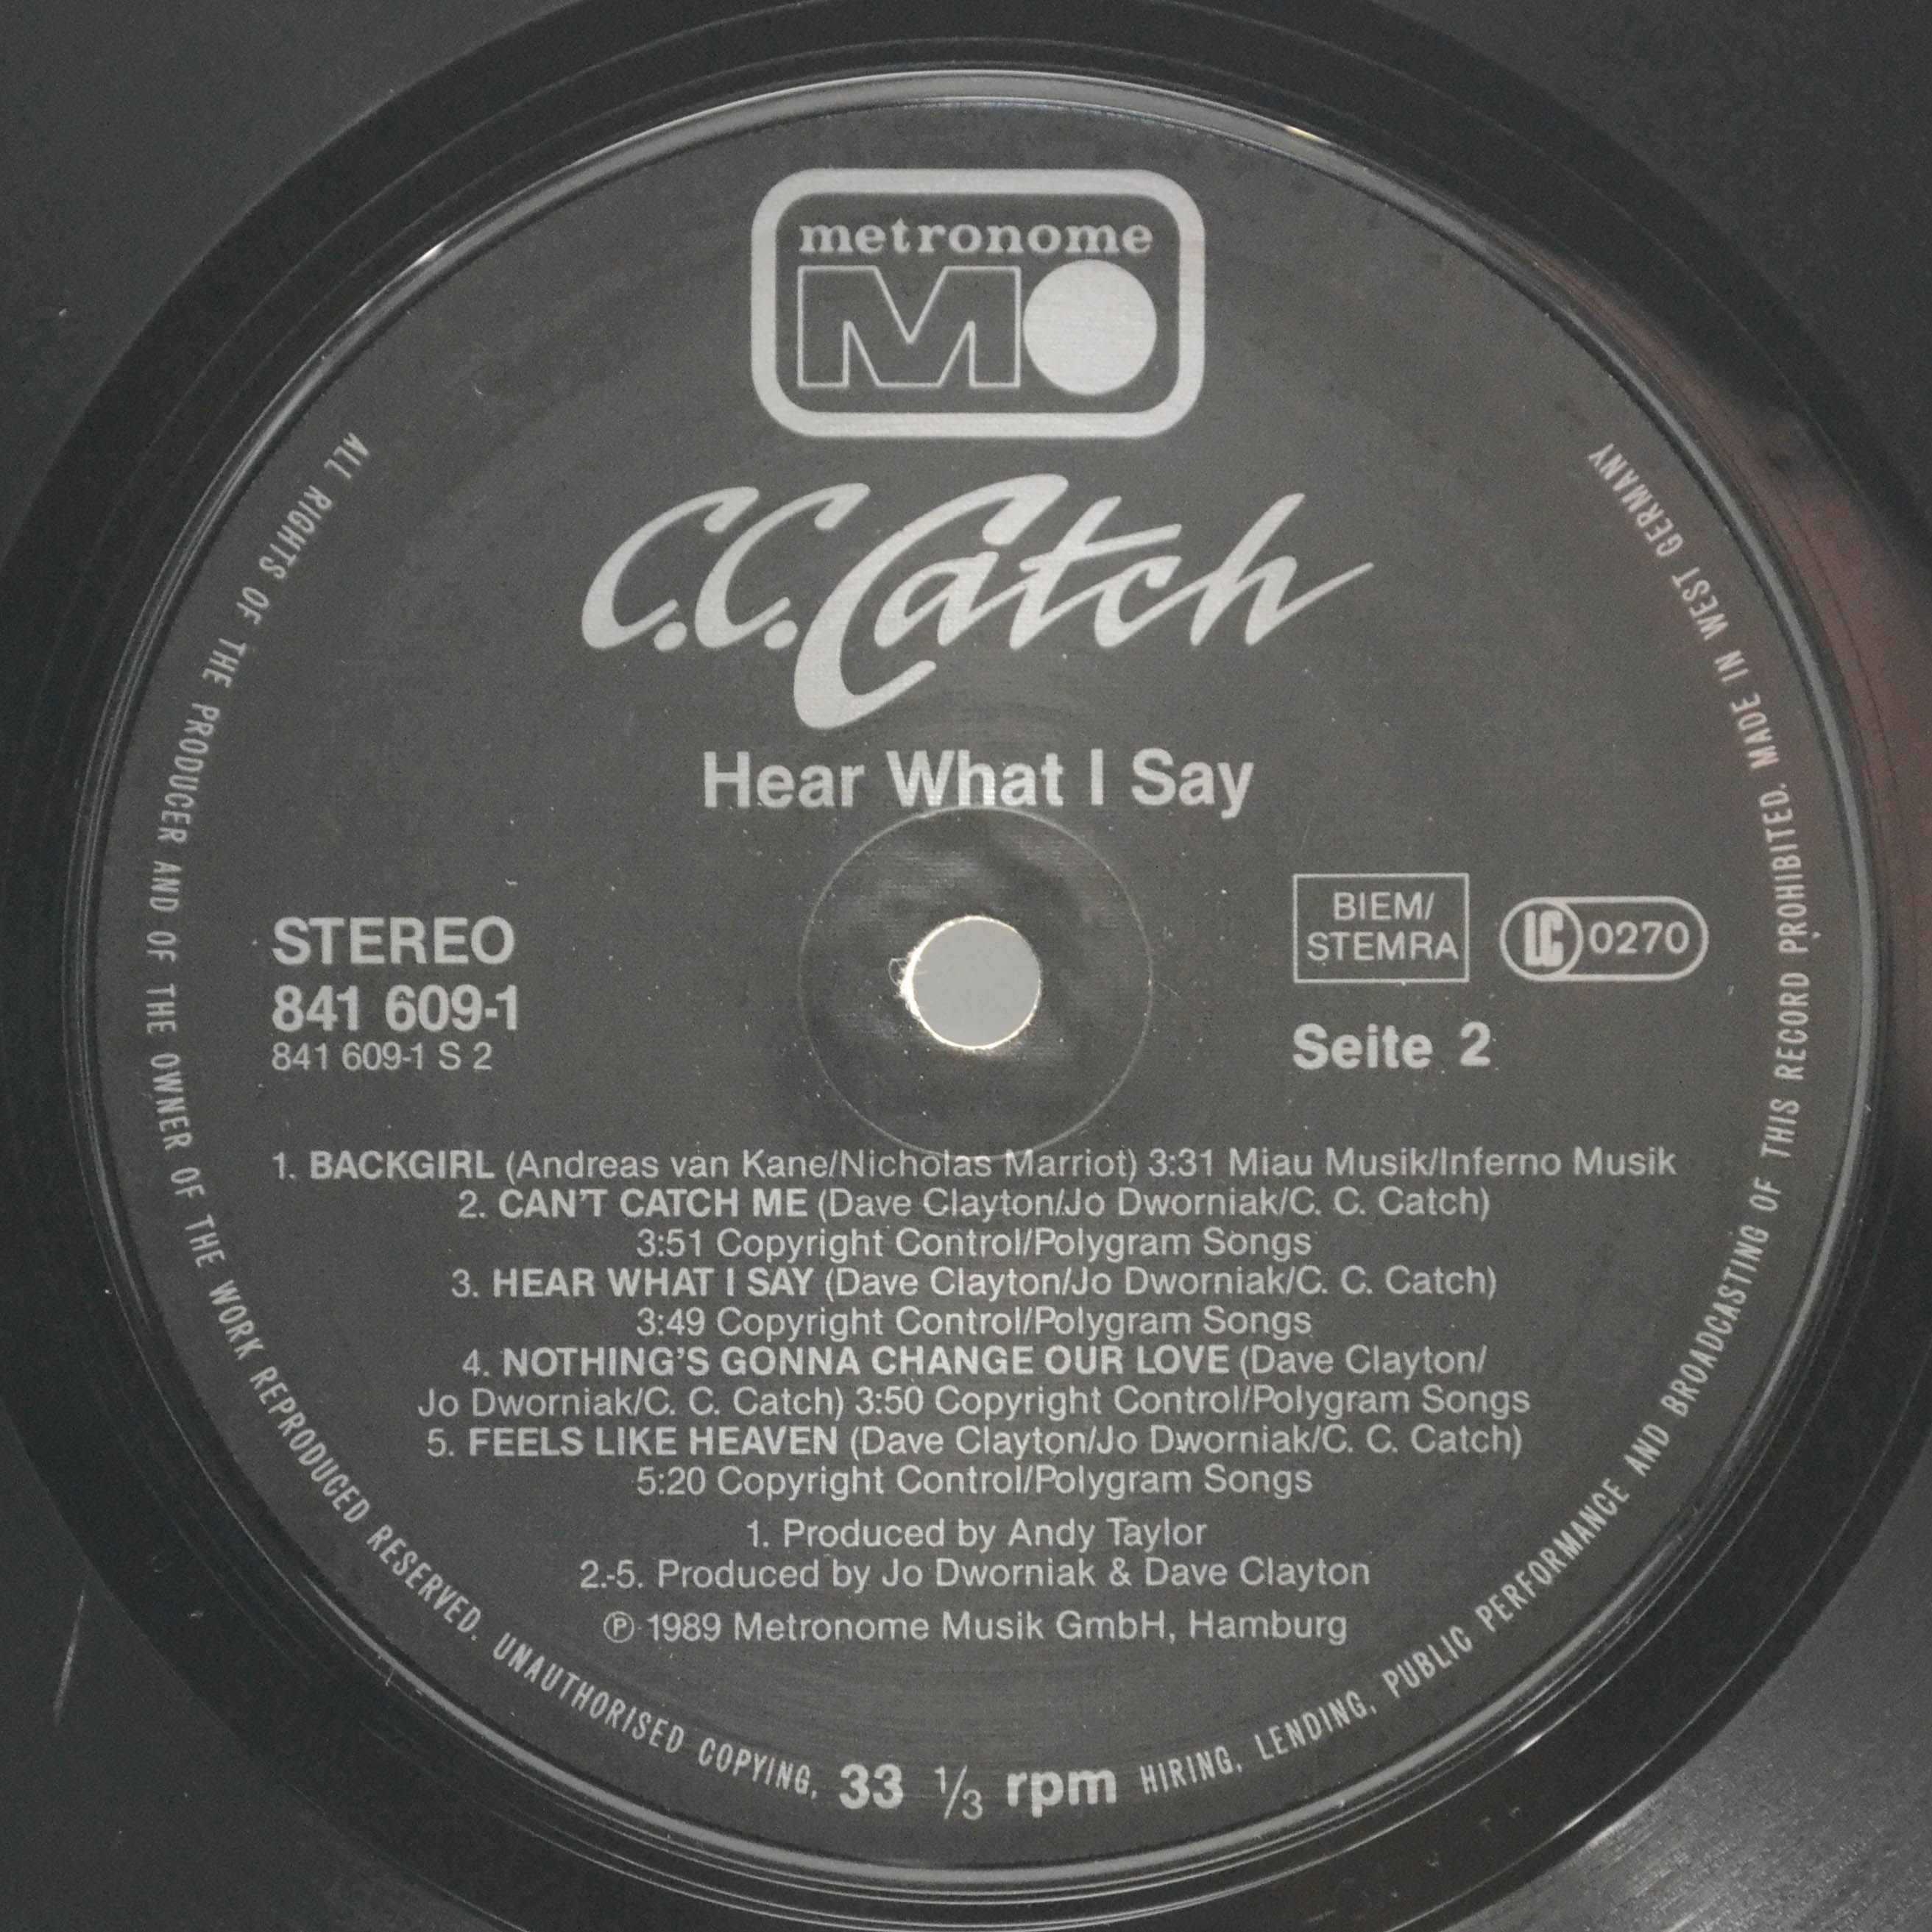 metronome
MO
C.C. Catch
Hear What I Say
STEREO
841 609-1
841 609-1 S 2
BIEM/
STEMRA
LC 0270
Seite 2
1. BACKGIRL (Andreas van Kane/Nicholas Marriot) 3:31 Miau Musik/Inferno Musik
2. CAN'T CATCH ME (Dave Clayton/Jo Dworniak/C. C. Catch)
3:51 Copyright Control/Polygram Songs
3. HEAR WHAT I SAY (Dave Clayton/Jo Dworniak/C. C. Catch)
3:49 Copyright Control/Polygram Songs
4. NOTHING'S GONNA CHANGE OUR LOVE (Dave Clayton/
Jo Dworniak/C. C. Catch) 3:50 Copyright Control/Polygram Songs
5. FEELS LIKE HEAVEN (Dave Clayton/Jo Dworniak/C. C. Catch)
5:20 Copyright Control/Polygram Songs
1. Produced by Andy Taylor
2.-5. Produced by Jo Dworniak & Dave Clayton
℗ 1989 Metronome Musik GmbH, Hamburg
ALL RIGHTS OF THE PRODUCER AND OF THE OWNER OF THE WORK REPRODUCED RESERVED. UNAUTHORISED COPYING, HIRING, LENDING, PUBLIC PERFORMANCE AND BROADCASTING OF THIS RECORD PROHIBITED. MADE IN WEST GERMANY
33 1/3 rpm